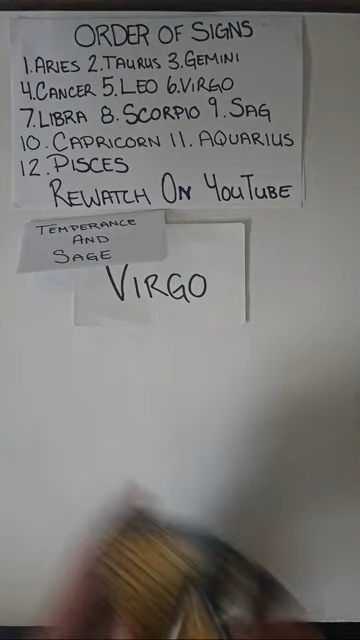 ORDER OF SIGNS
1.ARIES 2.TAURUS 3.GEMINI
4.CANCER 5.LEO 6.VIRGO
7.LIBRA 8.SCORPIO 9.SAG
10.CAPRICORN 11.AQUARIUS
12.PISCES
REWATCH ON YOUTUBE
TEMPERANCE
AND
SAGE
VIRGO